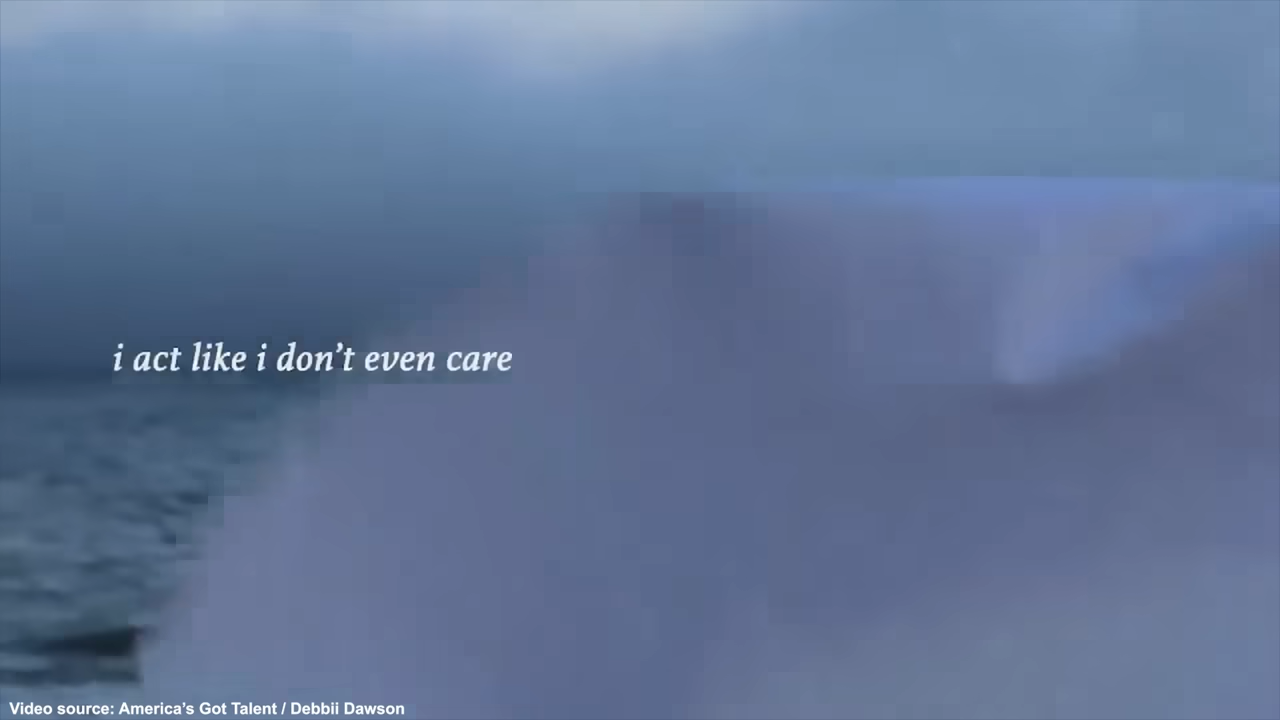 i act like i don’t even care
Video source: America’s Got Talent / Debbii Dawson